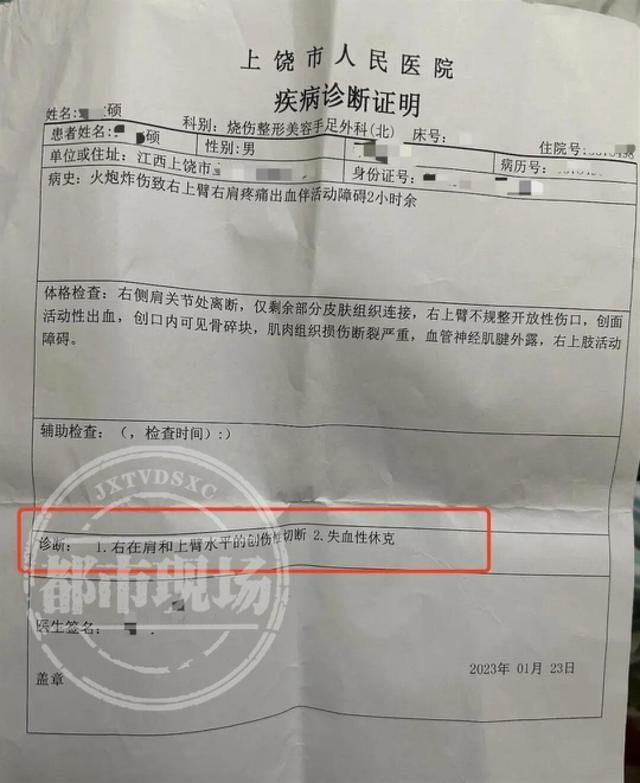 上饶市人民医院
疾病诊断证明
姓名: 硕 科别: 烧伤整形美容手足外科(北) 床号: 住院号:
患者姓名: 硕 性别: 男
单位或住址: 江西上饶市 身份证号: 病历号:
病史: 火炮炸伤致右上臂右肩疼痛出血伴活动障碍2小时余
体格检查: 右侧肩关节处离断, 仅剩余部分皮肤组织连接, 右上臂不规整开放性伤口, 创面
活动性出血, 创口内可见骨碎块, 肌肉组织损伤断裂严重, 血管神经肌腱外露, 右上肢活动
障碍。
辅助检查: (, 检查时间):)
JXTVDSXC
诊断: 1.右在肩和上臂水平的创伤性切断 2.失血性休克
都市现场
医生签名:
2023年 01月 23日
盖章